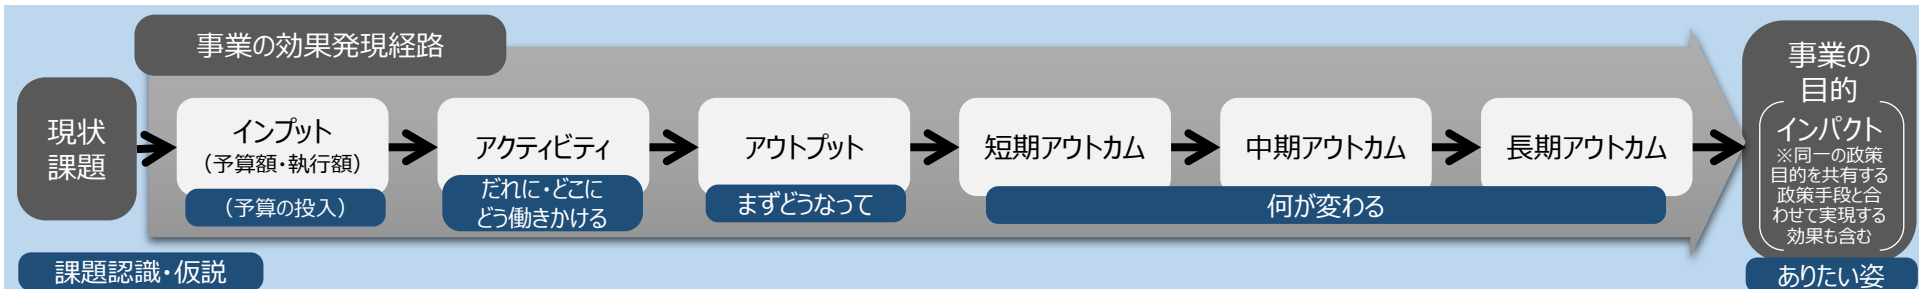 事業の効果発現経路
現状
課題
インプット
（予算額・執行額）
（予算の投入）
アクティビティ
だれに・どこに
どう働きかける
アウトプット
まずどうなって
短期アウトカム
中期アウトカム
長期アウトカム
何が変わる
事業の
目的
インパクト
※同一の政策
目的を共有する
政策手段と合
わせて実現する
効果も含む
課題認識・仮説
ありたい姿